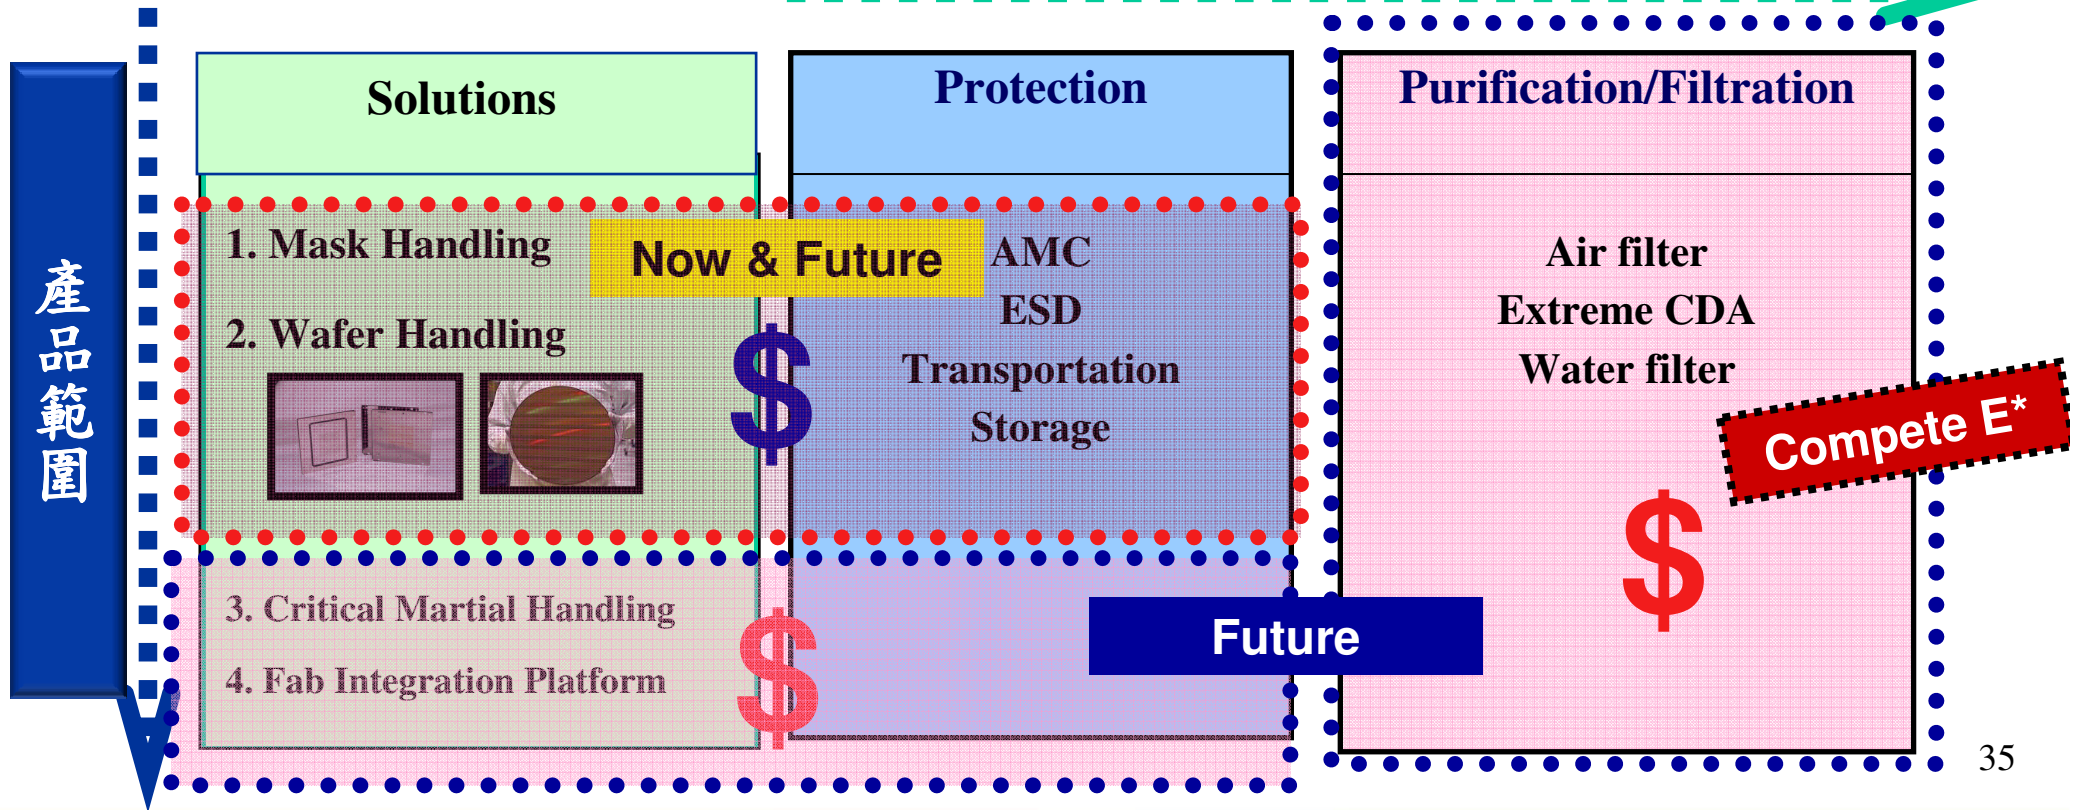 產品範圍
Solutions
1. Mask Handling
2. Wafer Handling
3. Critical Martial Handling
4. Fab Integration Platform
Now & Future
$
$
Protection
AMC
ESD
Transportation
Storage
Future
Purification/Filtration
Air filter
Extreme CDA
Water filter
Compete E*
$
35